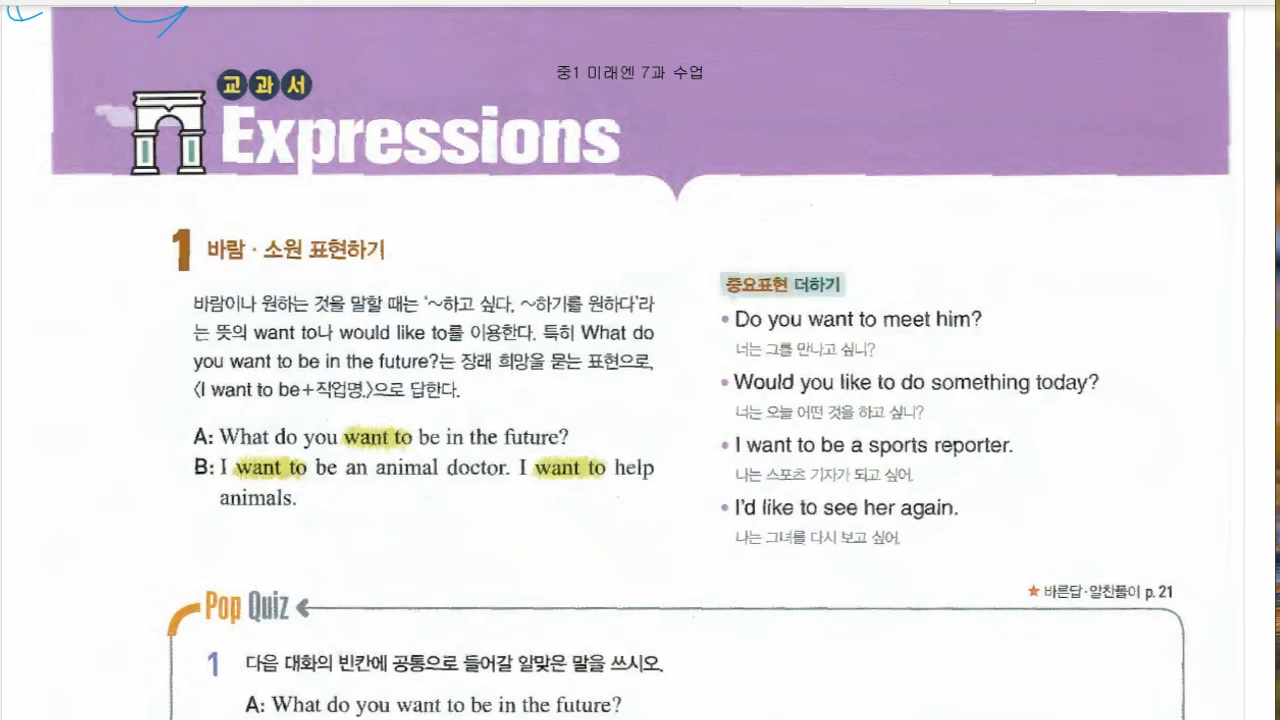 중1 미래엔 7과 수업
교과서
Expressions
1 바람 · 소원 표현하기
바람이나 원하는 것을 말할 때는 '~하고 싶다, ~하기를 원하다'라
는 뜻의 want to나 would like to를 이용한다. 특히 What do
you want to be in the future?는 장래 희망을 묻는 표현으로,
〈I want to be+직업명.〉으로 답한다.
A: What do you want to be in the future?
B: I want to be an animal doctor. I want to help
animals.
중요표현 더하기
• Do you want to meet him?
너는 그를 만나고 싶니?
• Would you like to do something today?
너는 오늘 어떤 것을 하고 싶니?
• I want to be a sports reporter.
나는 스포츠 기자가 되고 싶어.
• I'd like to see her again.
나는 그녀를 다시 보고 싶어.
★ 바른답·알찬풀이 p. 21
Pop Quiz
1 다음 대화의 빈칸에 공통으로 들어갈 알맞은 말을 쓰시오.
A: What do you want to be in the future?